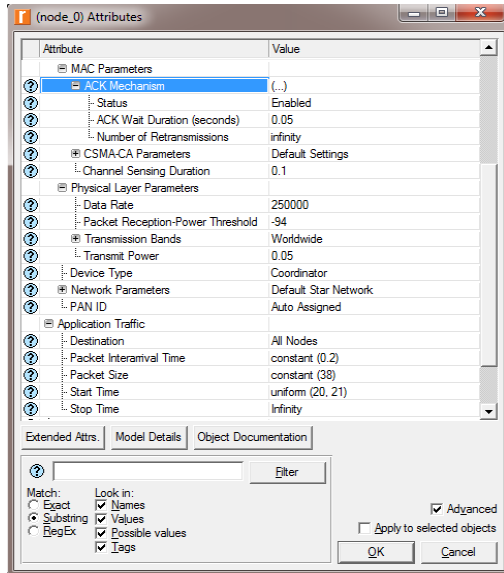 (node_0) Attributes
Attribute Value
MAC Parameters
ACK Mechanism (...)
Status Enabled
ACK Wait Duration (seconds) 0.05
Number of Retransmissions infinity
CSMA-CA Parameters Default Settings
Channel Sensing Duration 0.1
Physical Layer Parameters
Data Rate 250000
Packet Reception-Power Threshold -94
Transmission Bands Worldwide
Transmit Power 0.05
Device Type Coordinator
Network Parameters Default Star Network
PAN ID Auto Assigned
Application Traffic
Destination All Nodes
Packet Interarrival Time constant (0.2)
Packet Size constant (38)
Start Time uniform (20, 21)
Stop Time Infinity
Extended Attrs. Model Details Object Documentation
Filter
Match: Look in:
Exact Names
Substring Values
RegEx Possible values
Tags
Advanced
Apply to selected objects
OK Cancel